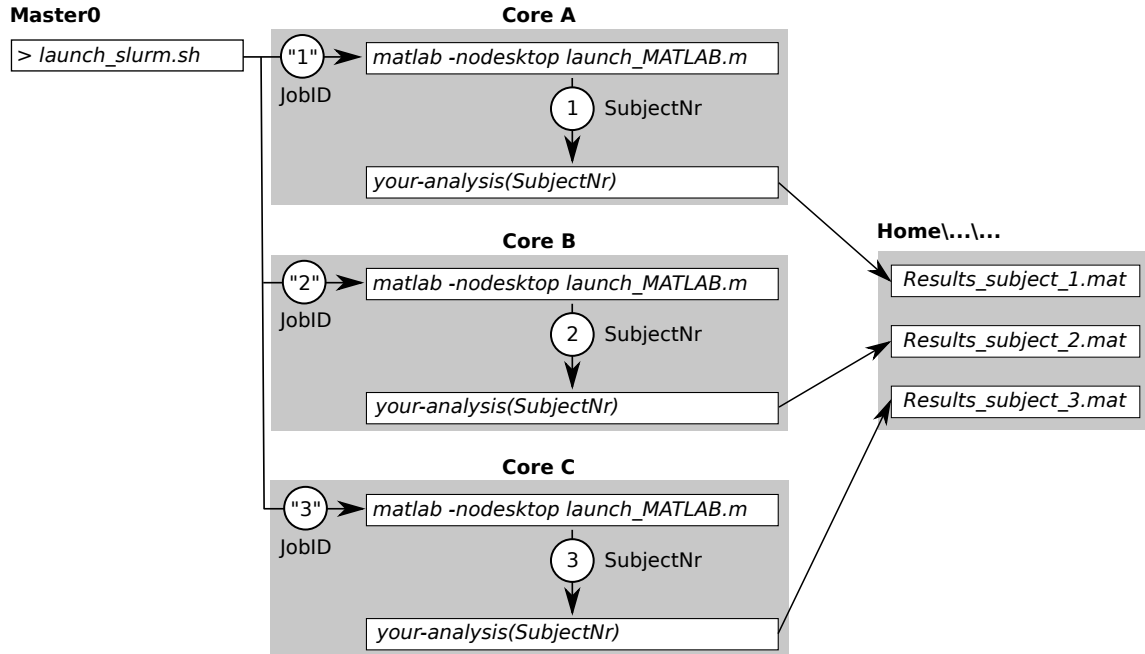 Master0
> launch_slurm.sh
Core A
"1"
JobID
matlab -nodesktop launch_MATLAB.m
1
SubjectNr
your-analysis(SubjectNr)
Core B
"2"
JobID
matlab -nodesktop launch_MATLAB.m
2
SubjectNr
your-analysis(SubjectNr)
Core C
"3"
JobID
matlab -nodesktop launch_MATLAB.m
3
SubjectNr
your-analysis(SubjectNr)
Home\...\...
Results_subject_1.mat
Results_subject_2.mat
Results_subject_3.mat